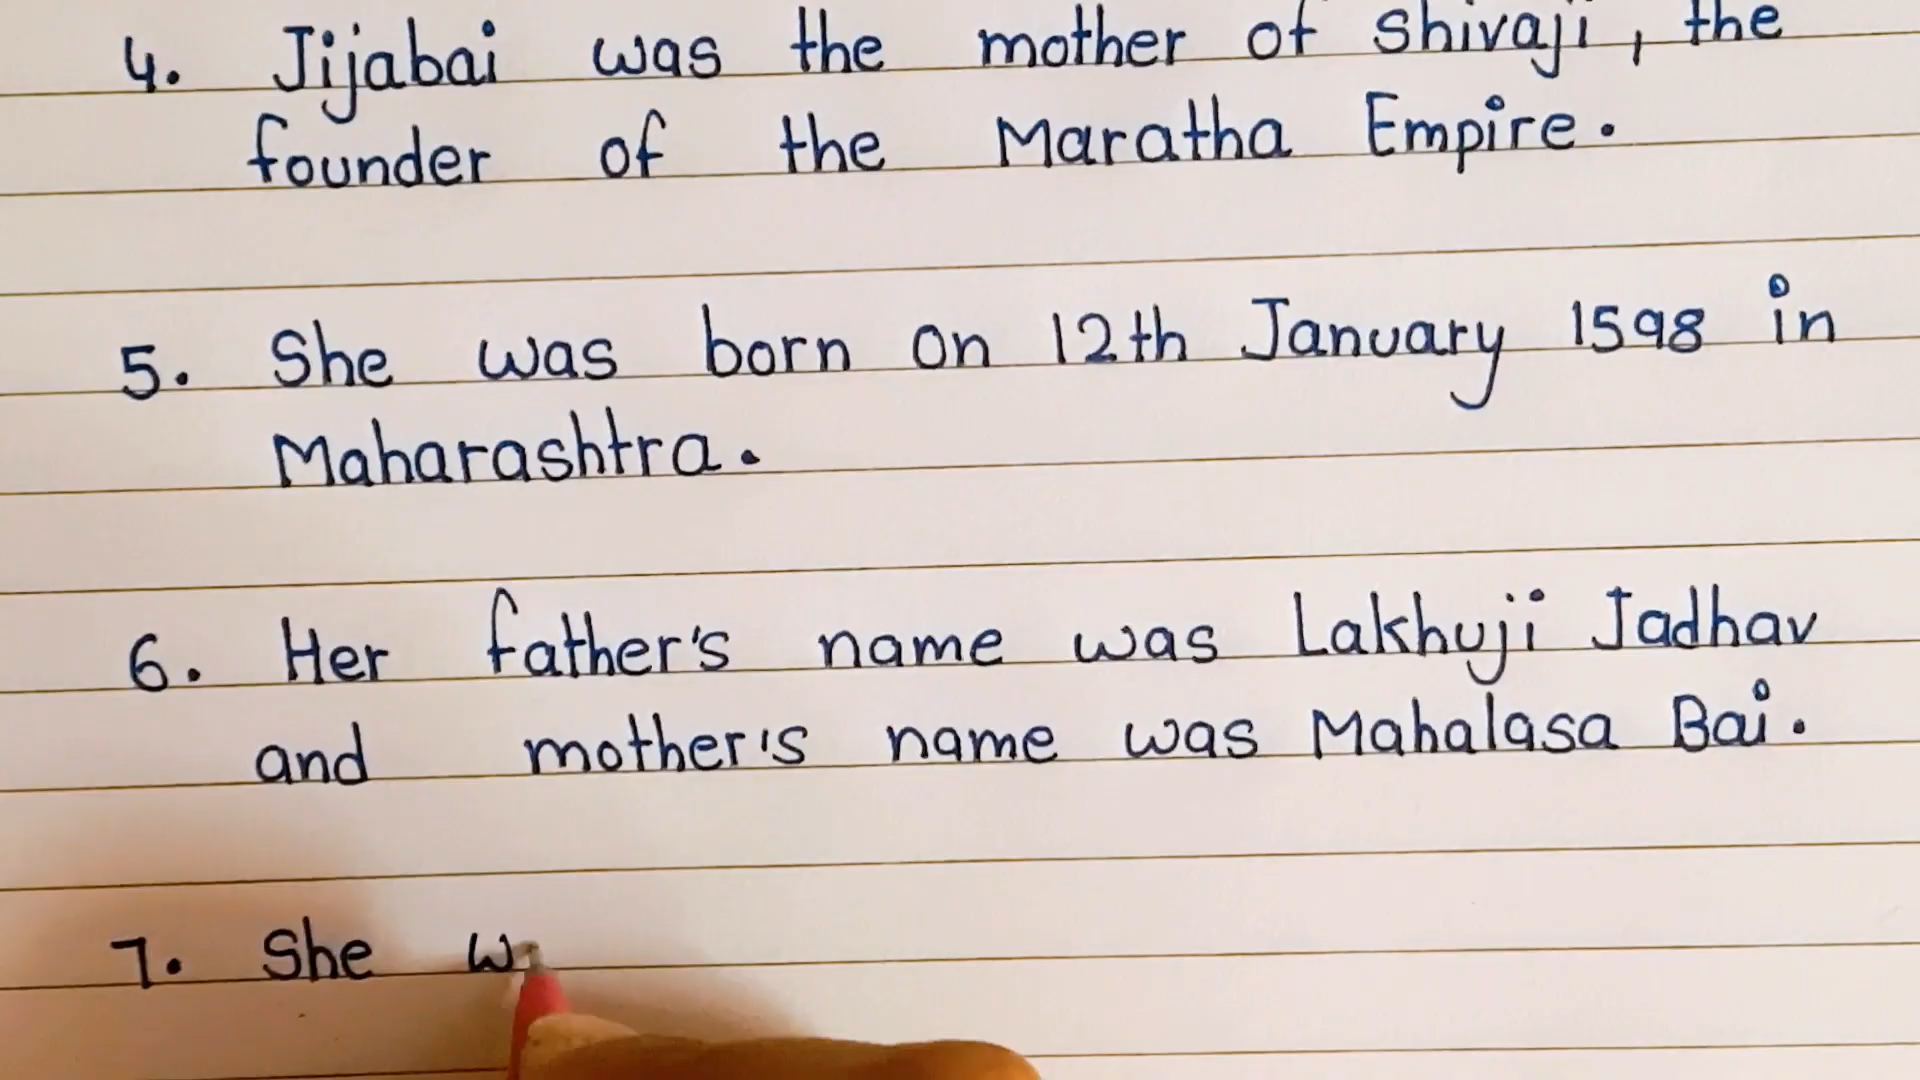 4. Jijabai was the mother of Shivaji, the
founder of the Maratha Empire.
5. She was born on 12th January 1598 in
Maharashtra.
6. Her father's name was Lakhuji Jadhav
and mother's name was Mahalasa Bai.
7. She